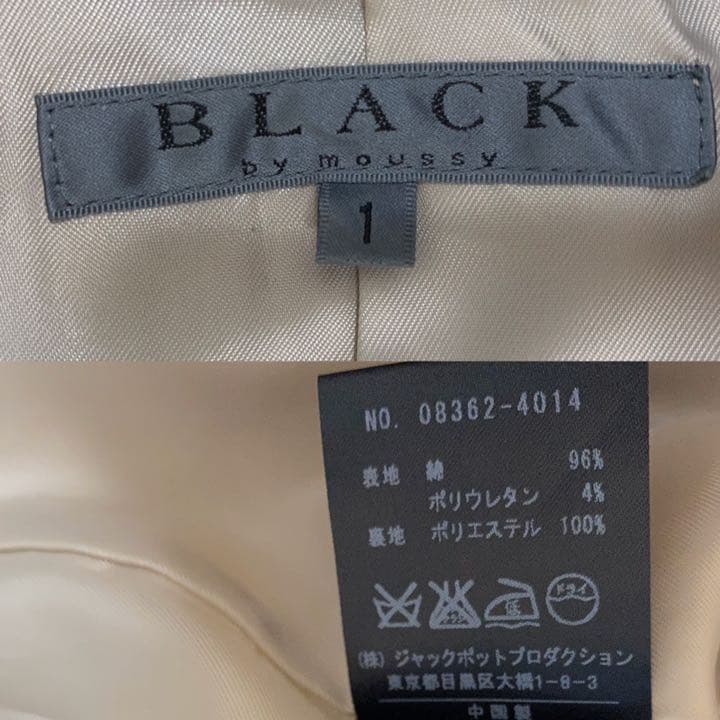 BLACK
by moussy
1
NO. 08362-4014
表地 綿 96%
ポリウレタン 4%
裏地 ポリエステル 100%
低 ドライ
(株) ジャックポットプロダクション
東京都目黒区大橋1-8-3
中国製